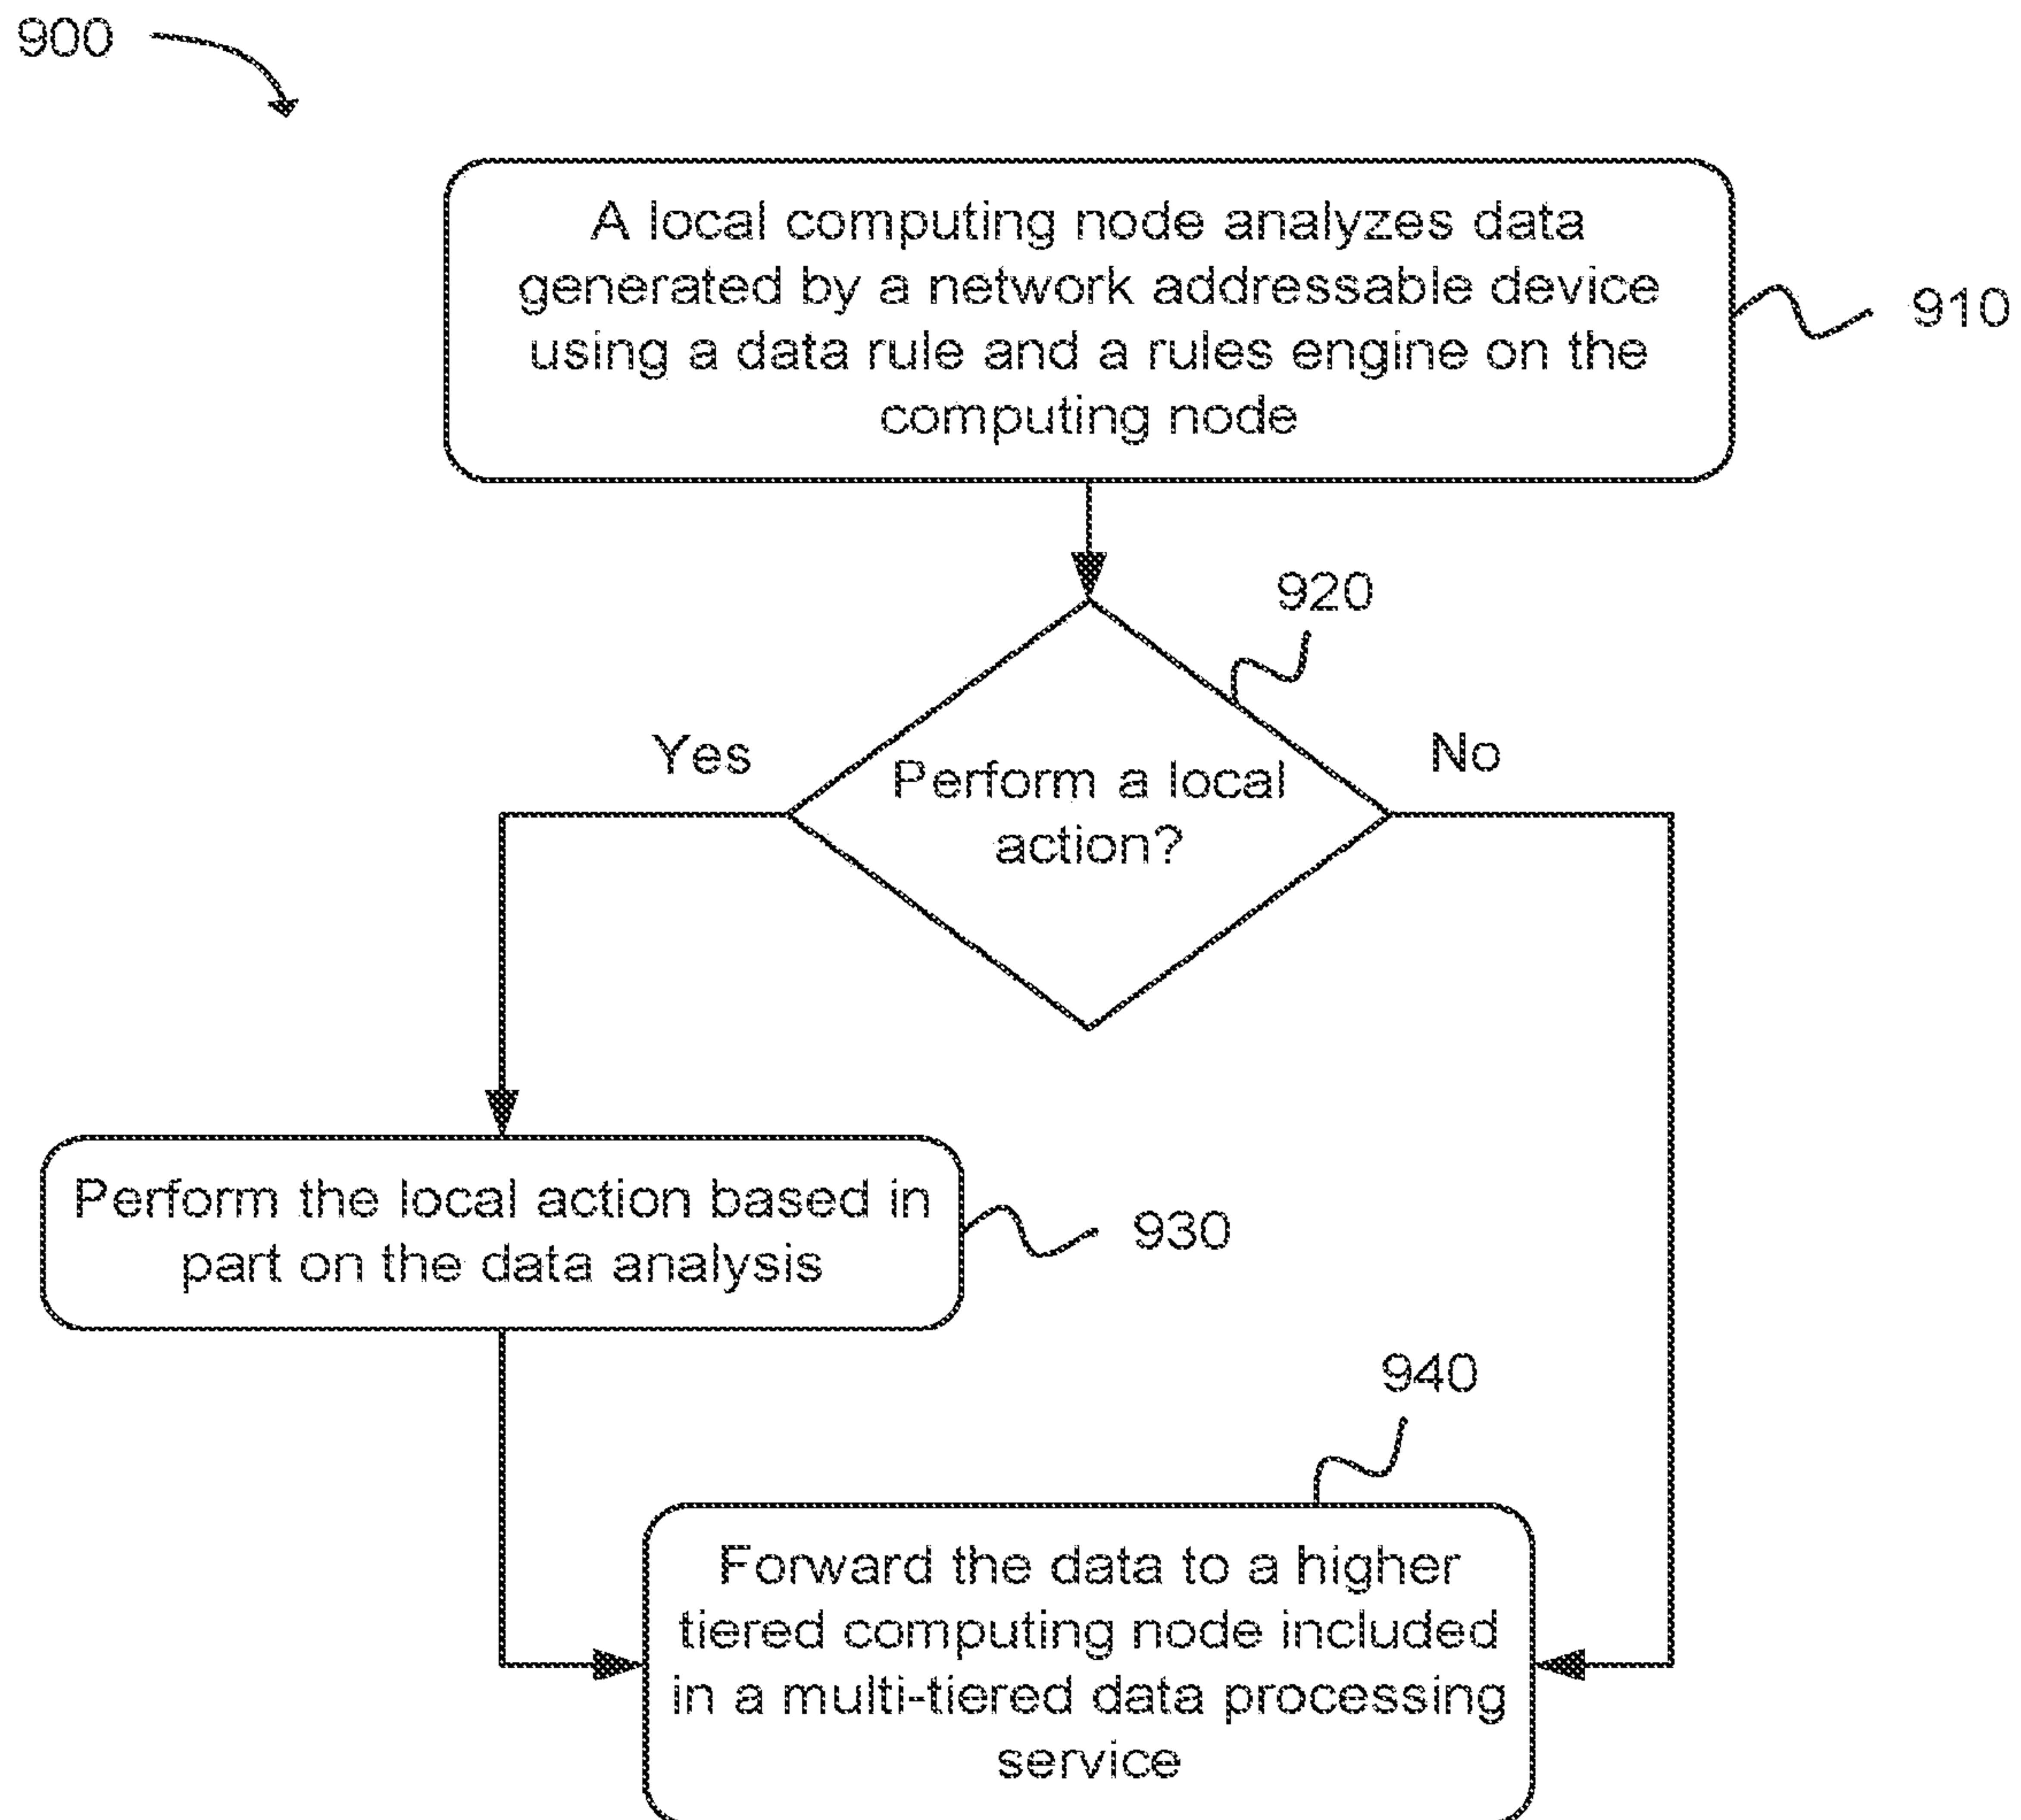 900
A local computing node analyzes data
generated by a network addressable device
using a data rule and a rules engine on the
computing node
910
920
Yes
No
Perform a local
action?
Perform the local action based in
part on the data analysis
930
940
Forward the data to a higher
tiered computing node included
in a multi-tiered data processing
service